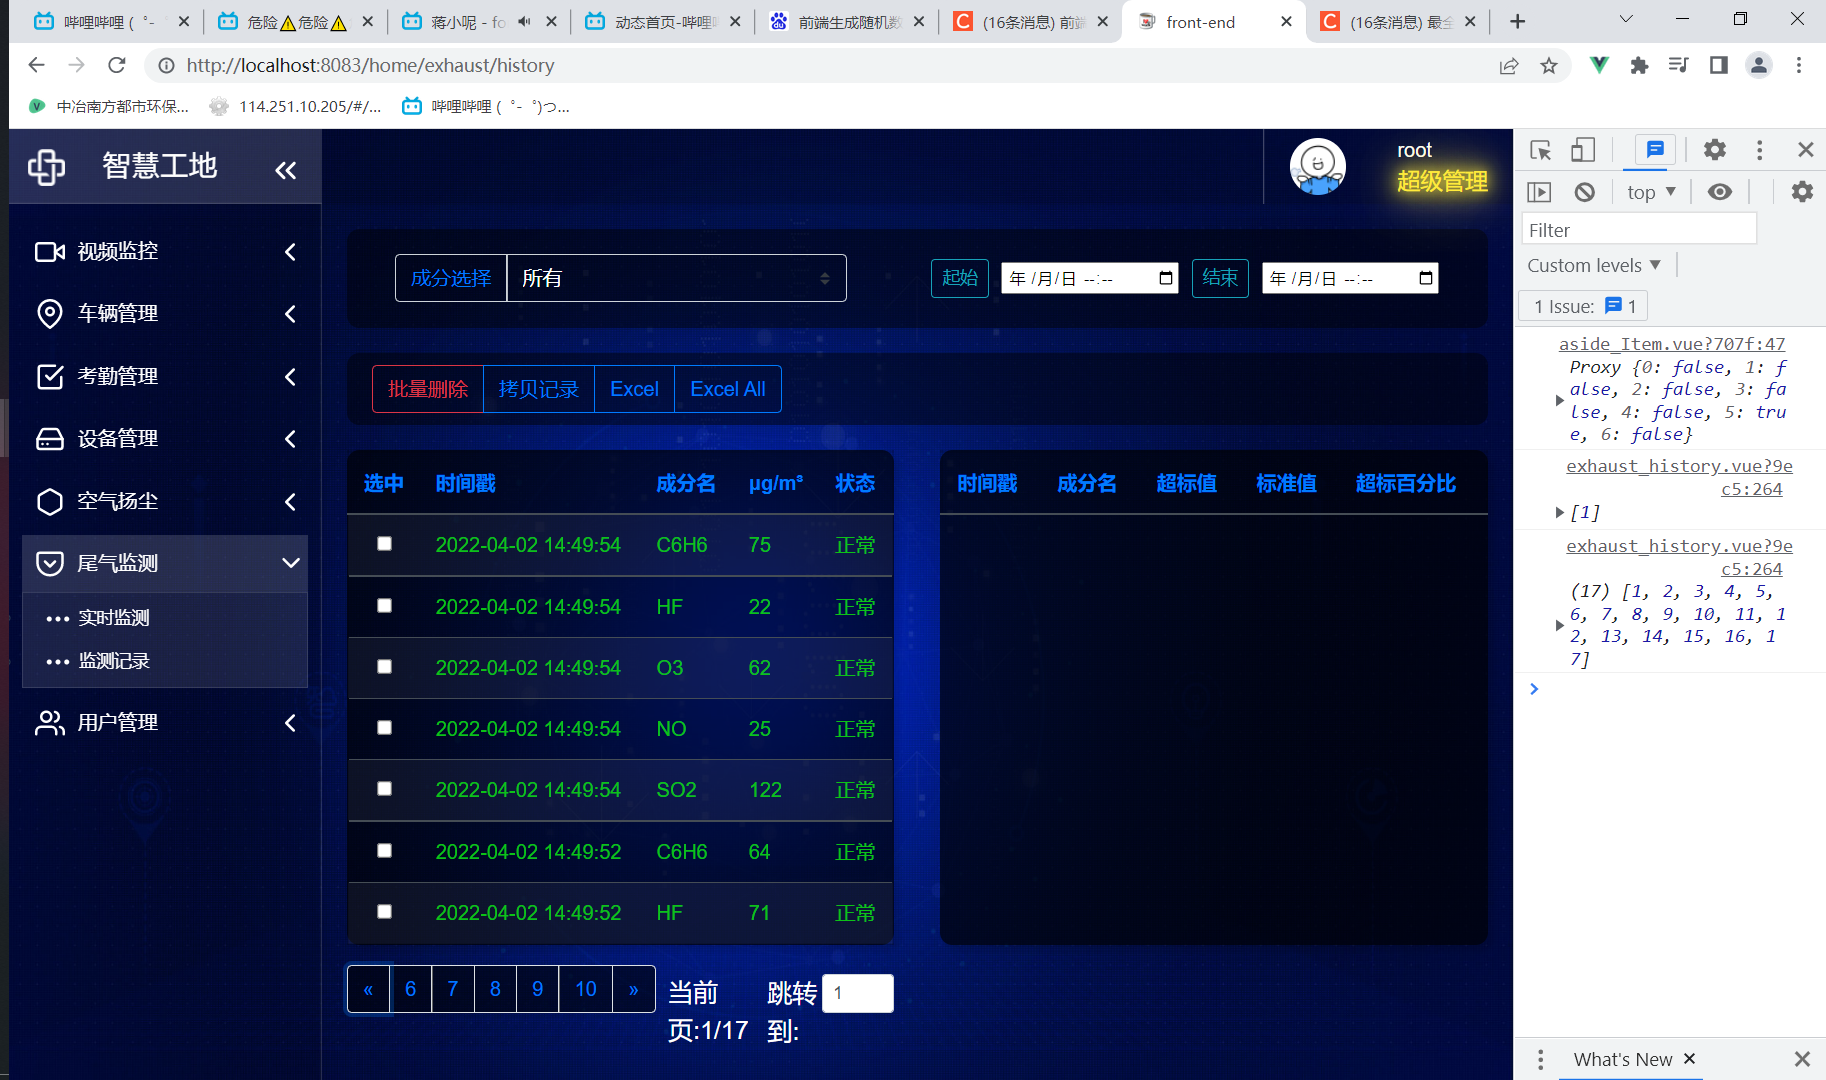 哔哩哔哩 ( ゜- 
危险⚠危险⚠
蒋小呢 - fo
动态首页-哔哩
前端生成随机数
(16条消息) 前端
front-end
(16条消息) 最全
http://localhost:8083/home/exhaust/history
中冶南方都市环保...
114.251.10.205/#/...
哔哩哔哩 ( ゜- ゜)つ...
智慧工地
root
超级管理
视频监控
车辆管理
考勤管理
设备管理
空气扬尘
尾气监测
实时监测
监测记录
用户管理
成分选择 所有
起始 年 /月/日 --:--
结束 年 /月/日 --:--
批量删除 拷贝记录 Excel Excel All
选中 时间戳 成分名 μg/m³ 状态
2022-04-02 14:49:54 C6H6 75 正常
2022-04-02 14:49:54 HF 22 正常
2022-04-02 14:49:54 O3 62 正常
2022-04-02 14:49:54 NO 25 正常
2022-04-02 14:49:54 SO2 122 正常
2022-04-02 14:49:52 C6H6 64 正常
2022-04-02 14:49:52 HF 71 正常
« 6 7 8 9 10 »
当前
页:1/17
跳转
到:
1
时间戳 成分名 超标值 标准值 超标百分比
top
Filter
Custom levels
1 Issue: 1
aside_Item.vue?707f:47
Proxy {0: false, 1: f
alse, 2: false, 3: fa
lse, 4: false, 5: tru
e, 6: false}
exhaust_history.vue?9e
c5:264
[1]
exhaust_history.vue?9e
c5:264
(17) [1, 2, 3, 4, 5,
6, 7, 8, 9, 10, 11, 1
2, 13, 14, 15, 16, 1
7]
What's New